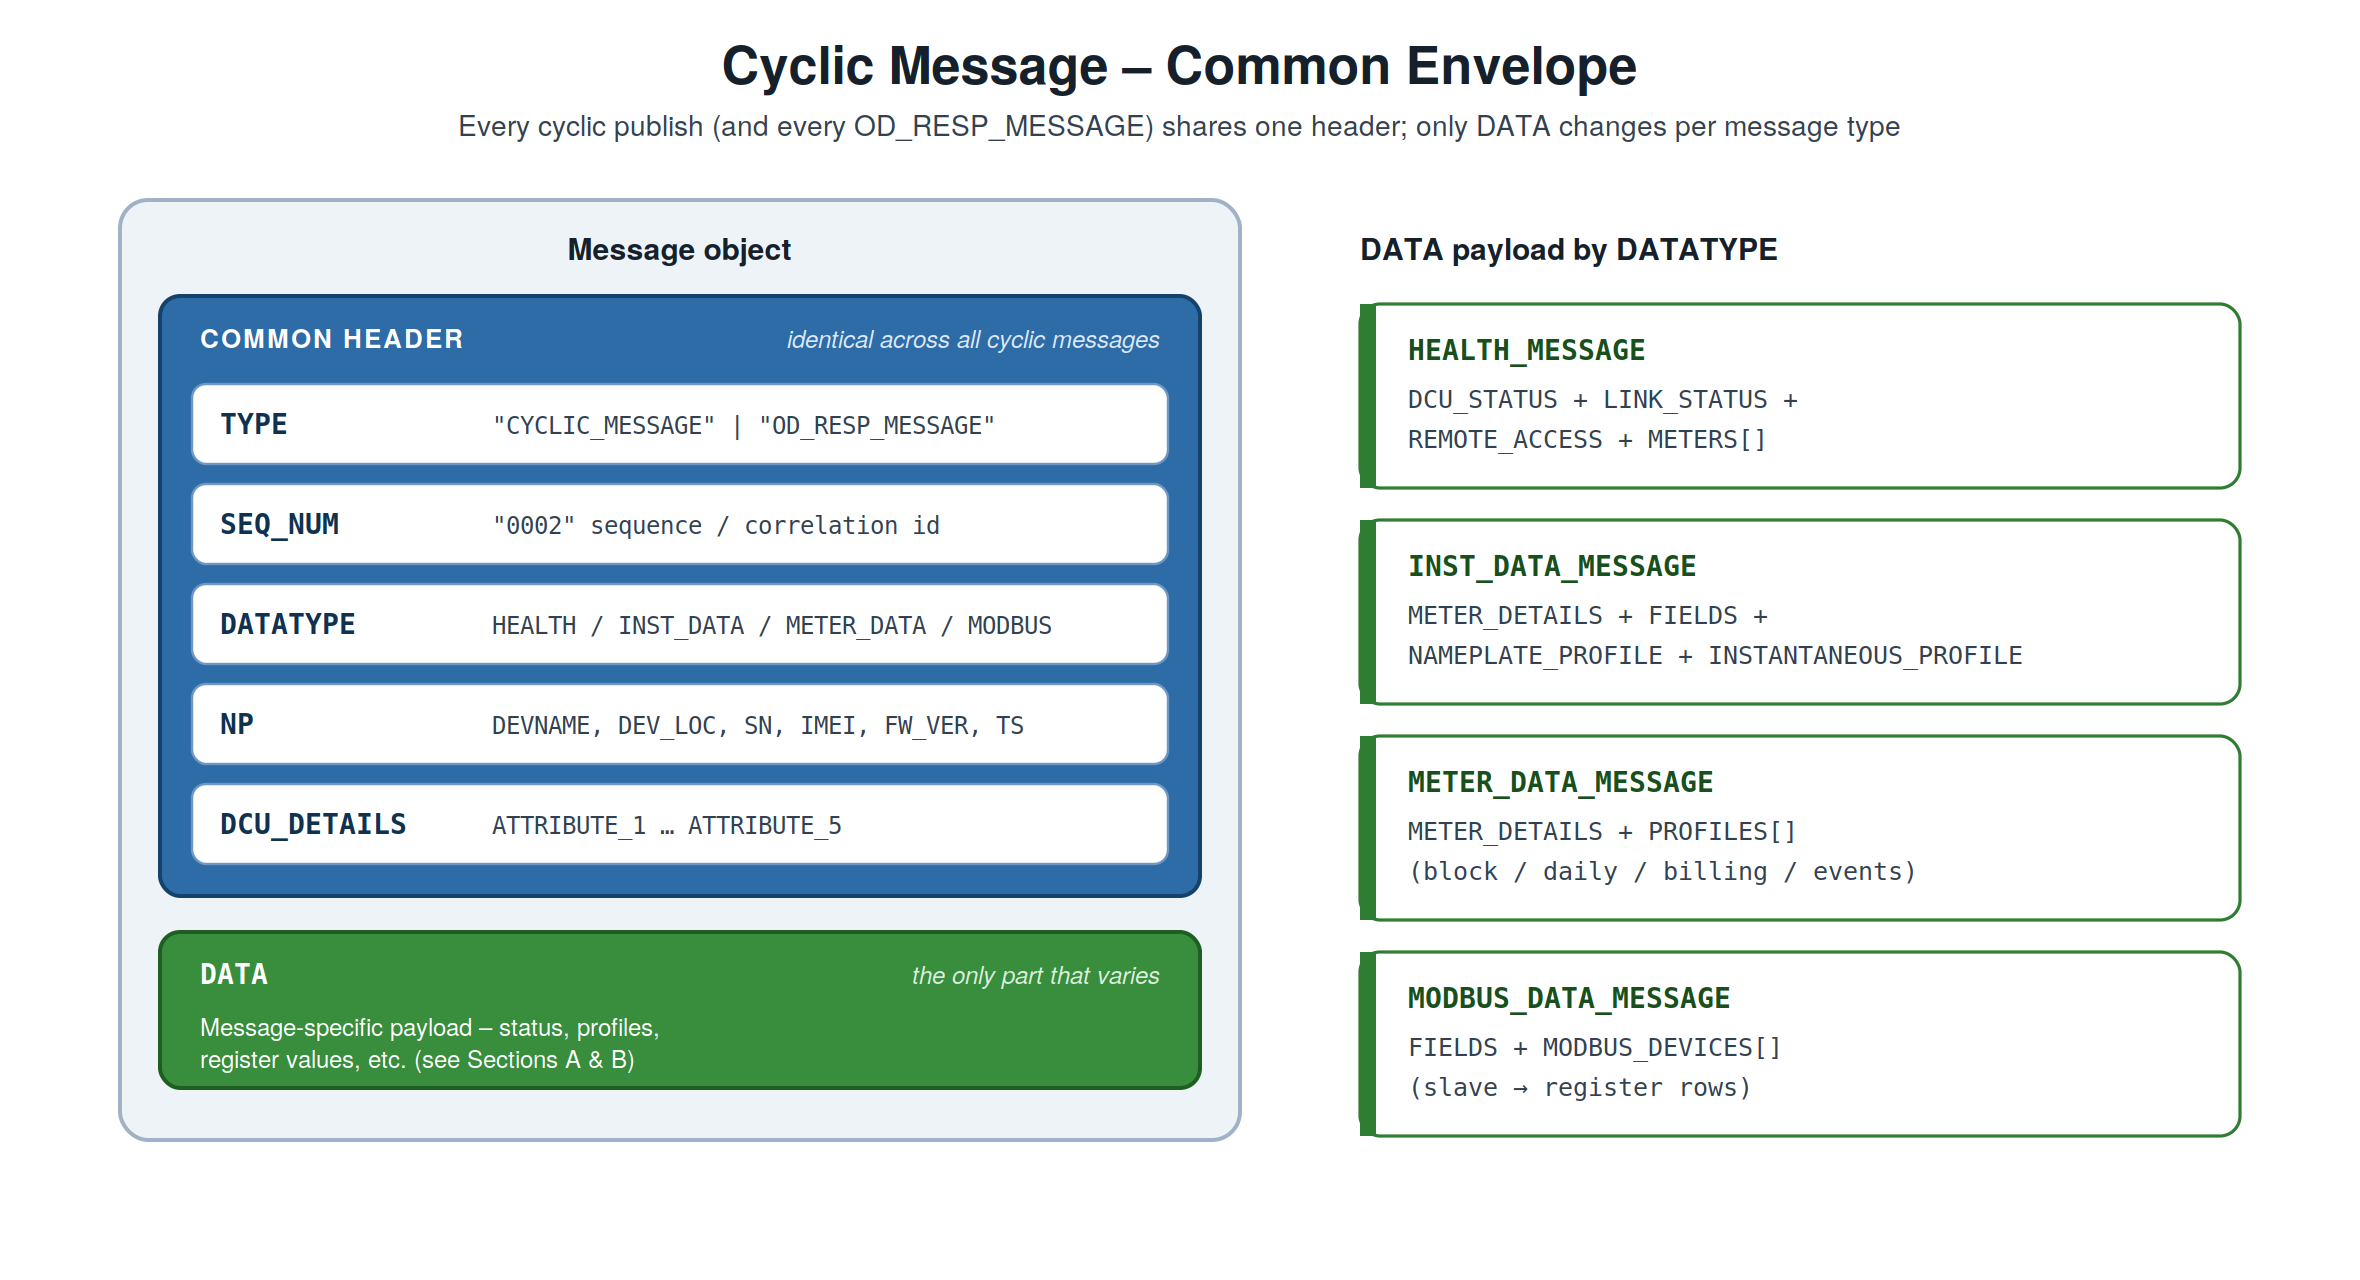 Cyclic Message – Common Envelope
Every cyclic publish (and every OD_RESP_MESSAGE) shares one header; only DATA changes per message type
Message object
COMMON HEADER
identical across all cyclic messages
TYPE
"CYCLIC_MESSAGE" | "OD_RESP_MESSAGE"
SEQ_NUM
"0002" sequence / correlation id
DATATYPE
HEALTH / INST_DATA / METER_DATA / MODBUS
NP
DEVNAME, DEV_LOC, SN, IMEI, FW_VER, TS
DCU_DETAILS
ATTRIBUTE_1 … ATTRIBUTE_5
DATA
the only part that varies
Message-specific payload – status, profiles,
register values, etc. (see Sections A & B)
DATA payload by DATATYPE
HEALTH_MESSAGE
DCU_STATUS + LINK_STATUS +
REMOTE_ACCESS + METERS[]
INST_DATA_MESSAGE
METER_DETAILS + FIELDS +
NAMEPLATE_PROFILE + INSTANTANEOUS_PROFILE
METER_DATA_MESSAGE
METER_DETAILS + PROFILES[]
(block / daily / billing / events)
MODBUS_DATA_MESSAGE
FIELDS + MODBUS_DEVICES[]
(slave → register rows)